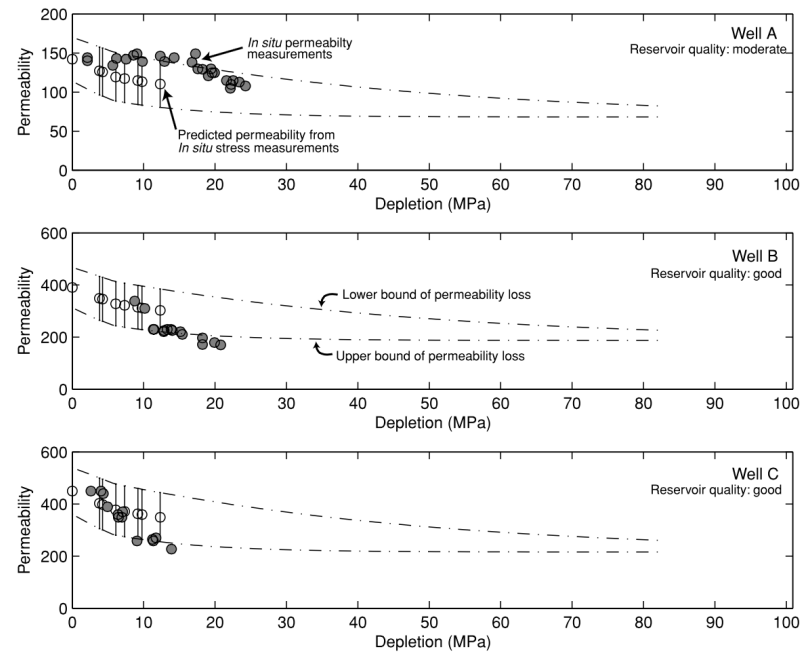 200
150
100
50
0
Permeability
Well A
Reservoir quality: moderate
In situ permeabilty
measurements
Predicted permeability from
In situ stress measurements
0 10 20 30 40 50 60 70 80 90 100
Depletion (MPa)
600
400
200
0
Permeability
Well B
Reservoir quality: good
Lower bound of permeability loss
Upper bound of permeability loss
0 10 20 30 40 50 60 70 80 90 100
Depletion (MPa)
600
400
200
0
Permeability
Well C
Reservoir quality: good
0 10 20 30 40 50 60 70 80 90 100
Depletion (MPa)